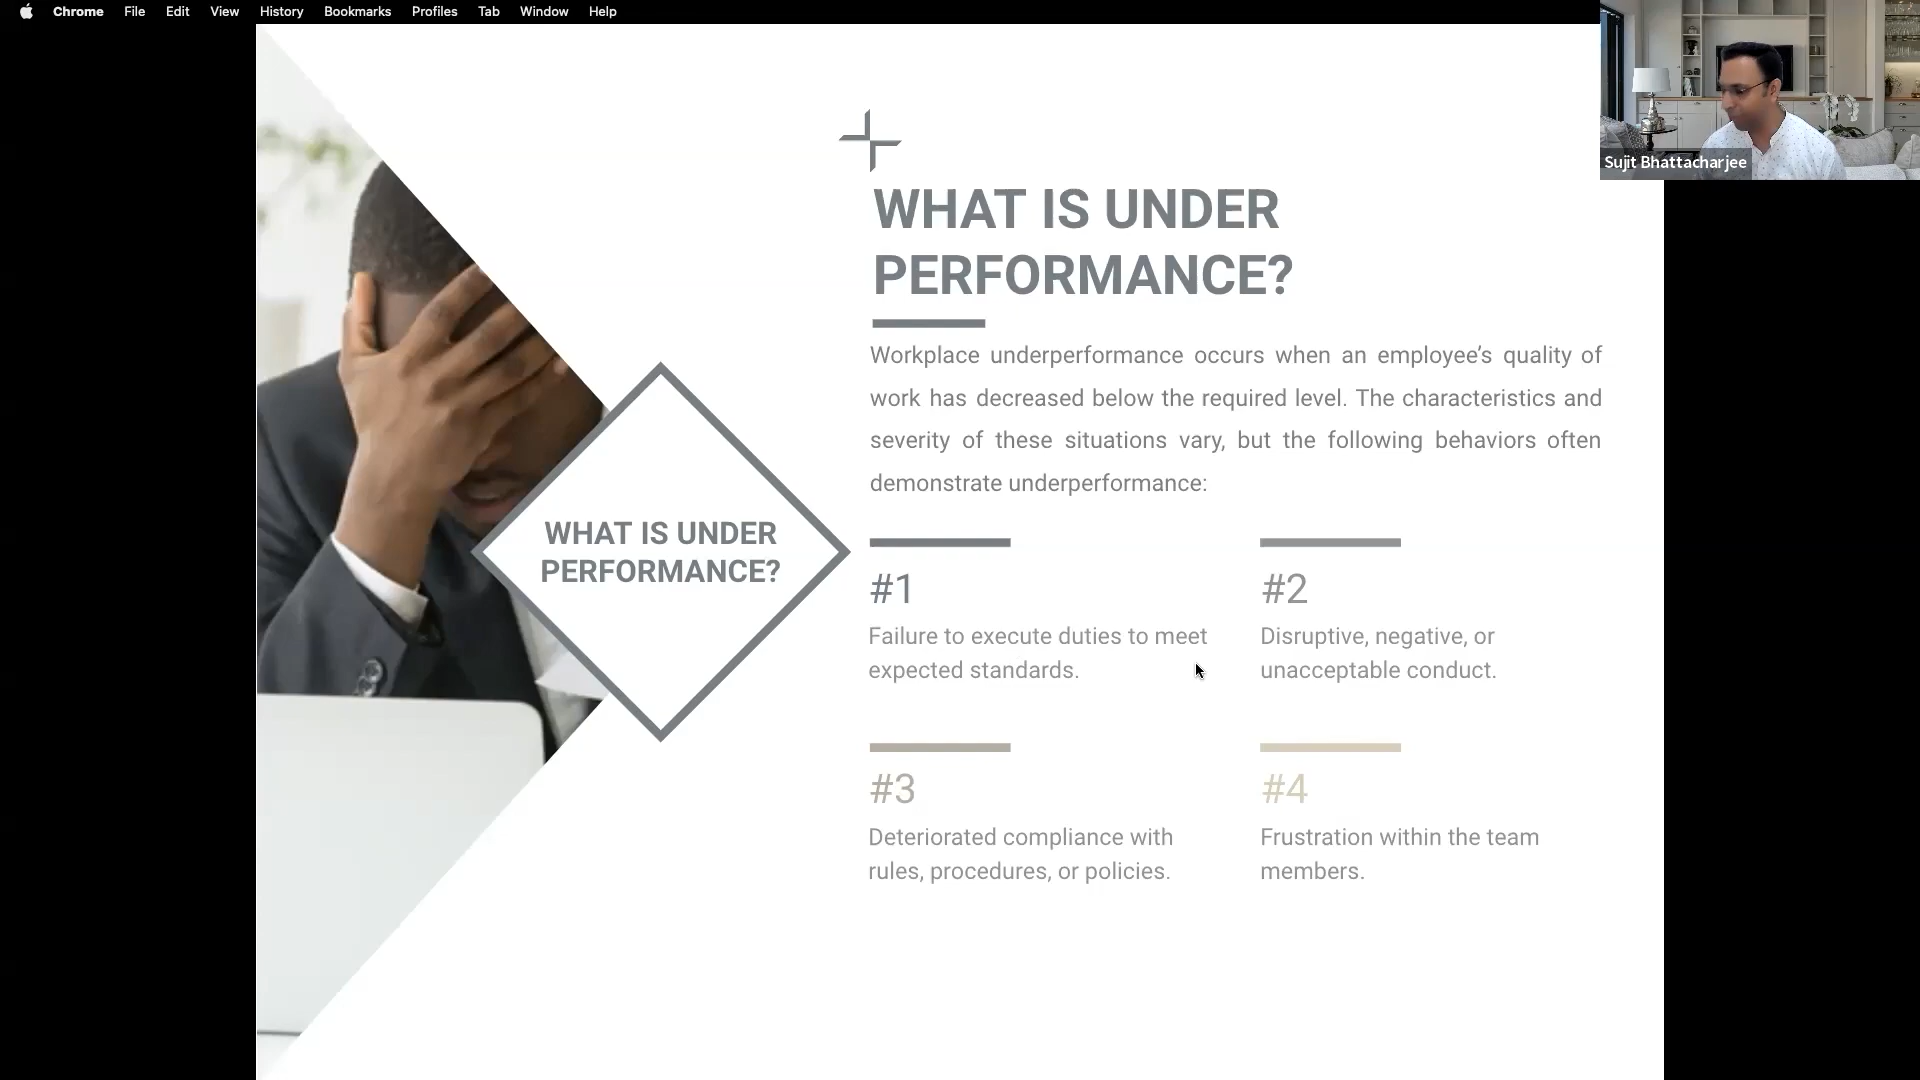 Chrome File Edit View History Bookmarks Profiles Tab Window Help
Sujit Bhattacharjee
WHAT IS UNDER
PERFORMANCE?
Workplace underperformance occurs when an employee’s quality of
work has decreased below the required level. The characteristics and
severity of these situations vary, but the following behaviors often
demonstrate underperformance:
WHAT IS UNDER
PERFORMANCE?
#1
Failure to execute duties to meet
expected standards.
#2
Disruptive, negative, or
unacceptable conduct.
#3
Deteriorated compliance with
rules, procedures, or policies.
#4
Frustration within the team
members.